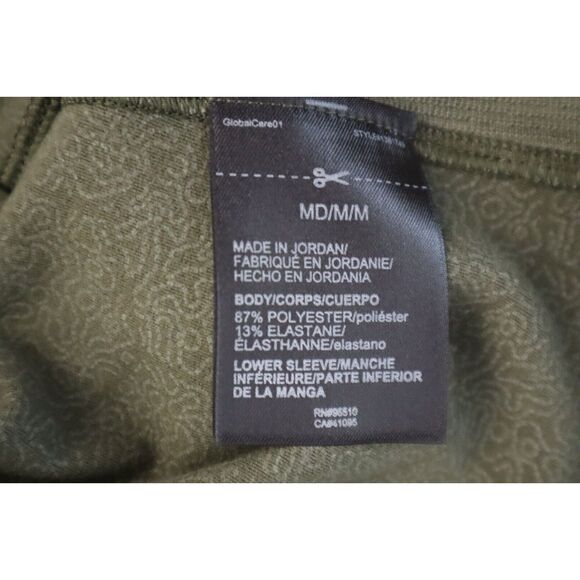 GlobalCare01
MD/M/M
MADE IN JORDAN/
FABRIQUÉ EN JORDANIE/
HECHO EN JORDANIA
BODY/CORPS/CUERPO
87% POLYESTER/poliéster
13% ELASTANE/
ÉLASTHANNE/elastano
LOWER SLEEVE/MANCHE
INFÉRIEURE/PARTE INFERIOR
DE LA MANGA
RN#96510
CA#41095